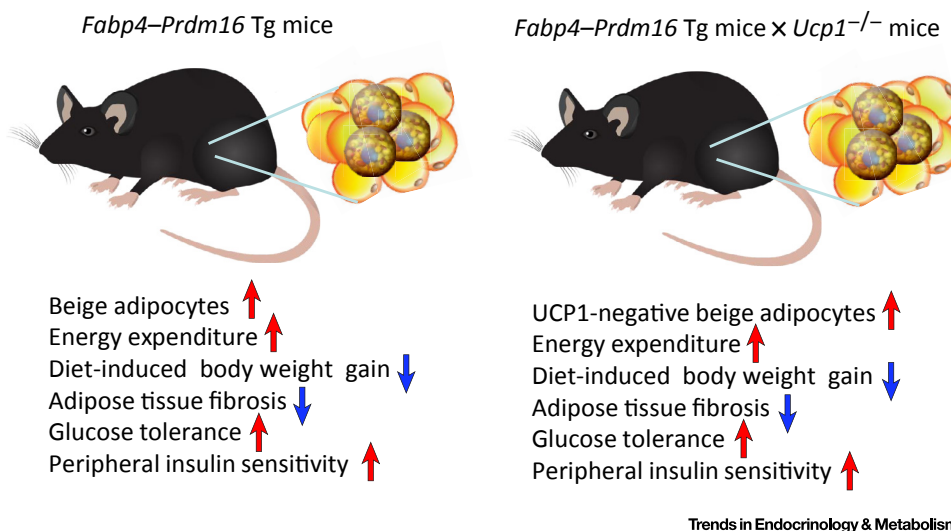 Fabp4–Prdm16 Tg mice
Beige adipocytes
Energy expenditure
Diet-induced body weight gain
Adipose tissue fibrosis
Glucose tolerance
Peripheral insulin sensitivity
Fabp4–Prdm16 Tg mice × Ucp1−/− mice
UCP1-negative beige adipocytes
Energy expenditure
Diet-induced body weight gain
Adipose tissue fibrosis
Glucose tolerance
Peripheral insulin sensitivity
Trends in Endocrinology & Metabolism